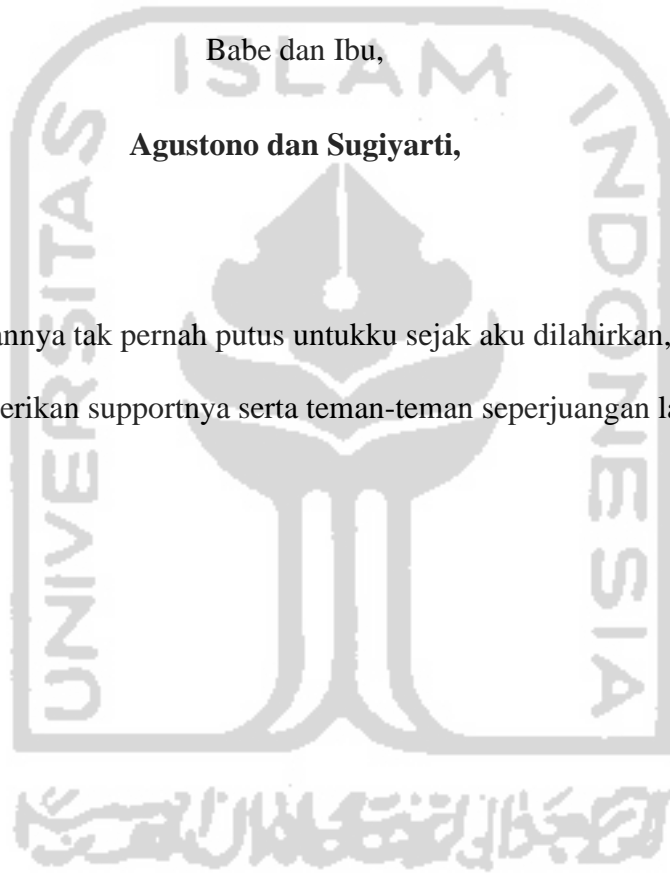 Babe dan Ibu,
Agustono dan Sugiyarti,
annya tak pernah putus untukku sejak aku dilahirkan,
erikan supportnya serta teman-teman seperjuangan la
UNIVERSITAS ISLAM INDONESIA